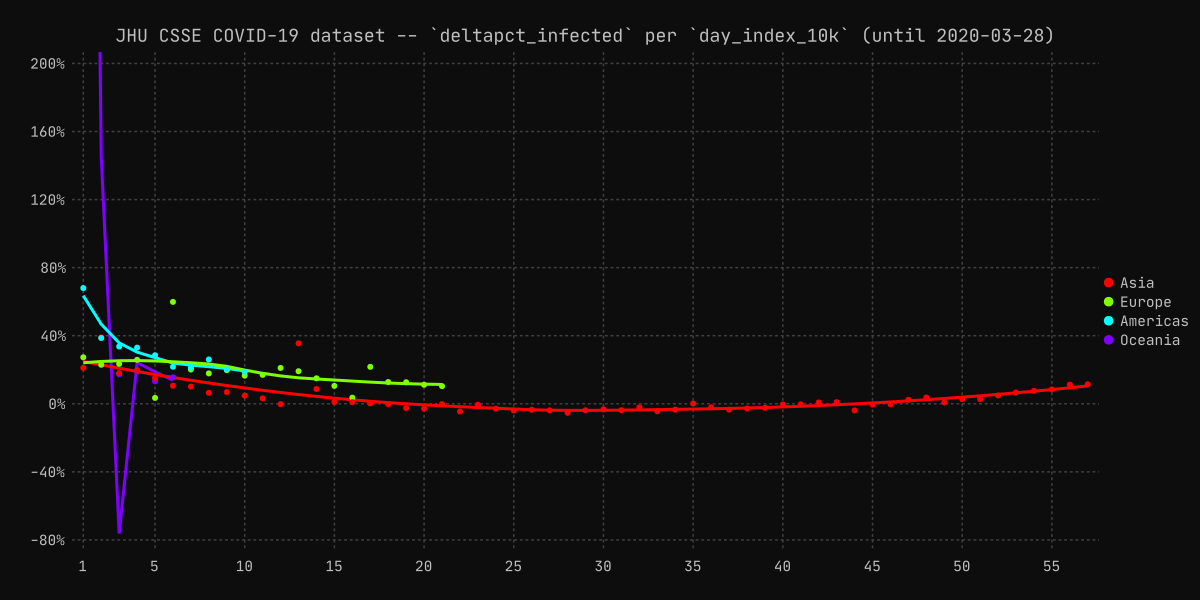 JHU CSSE COVID-19 dataset -- `deltapct_infected` per `day_index_10k` (until 2020-03-28)
200%
160%
120%
80%
40%
0%
-40%
-80%
1 5 10 15 20 25 30 35 40 45 50 55
Asia
Europe
Americas
Oceania